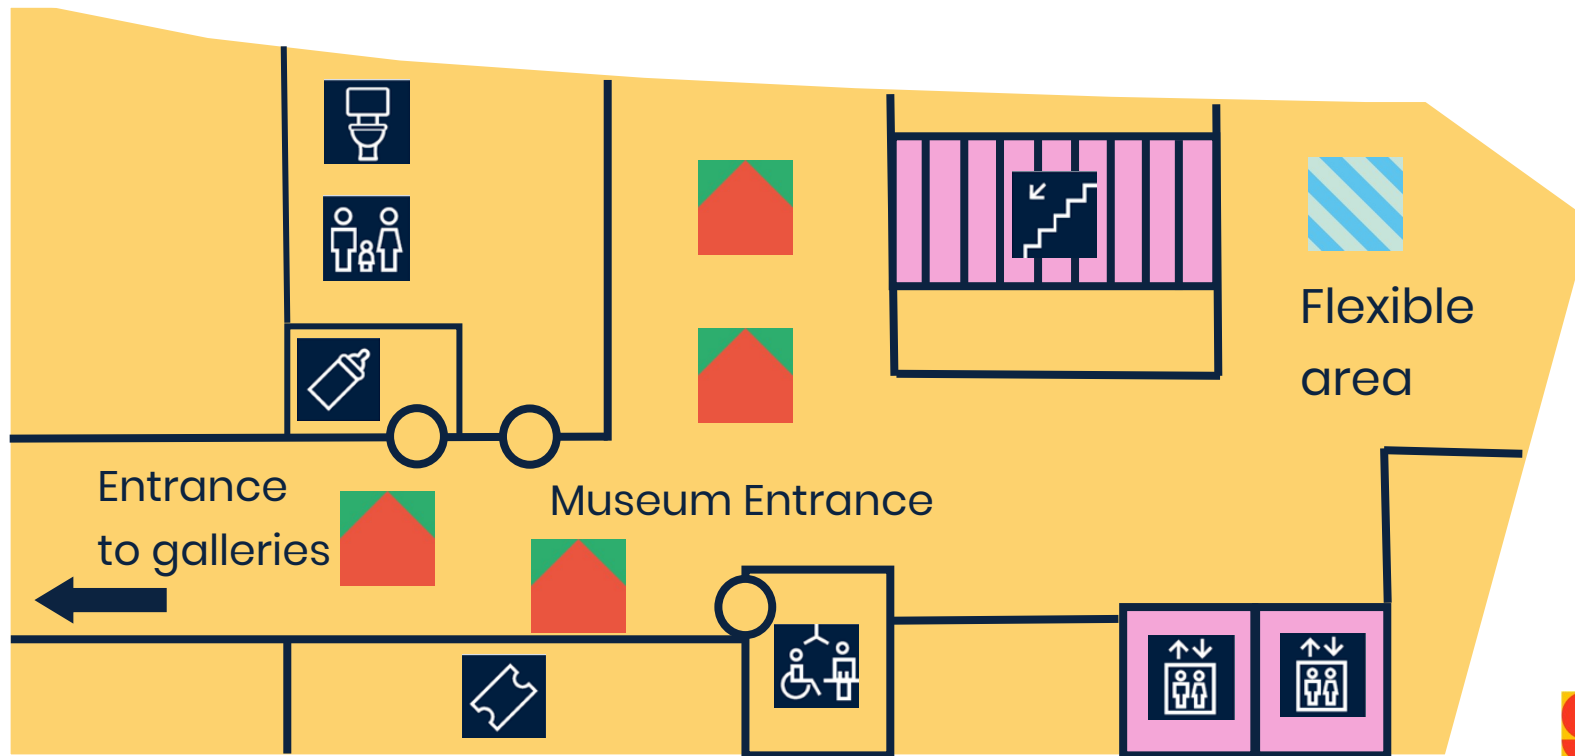 Flexible
area
Entrance
to galleries
Museum Entrance